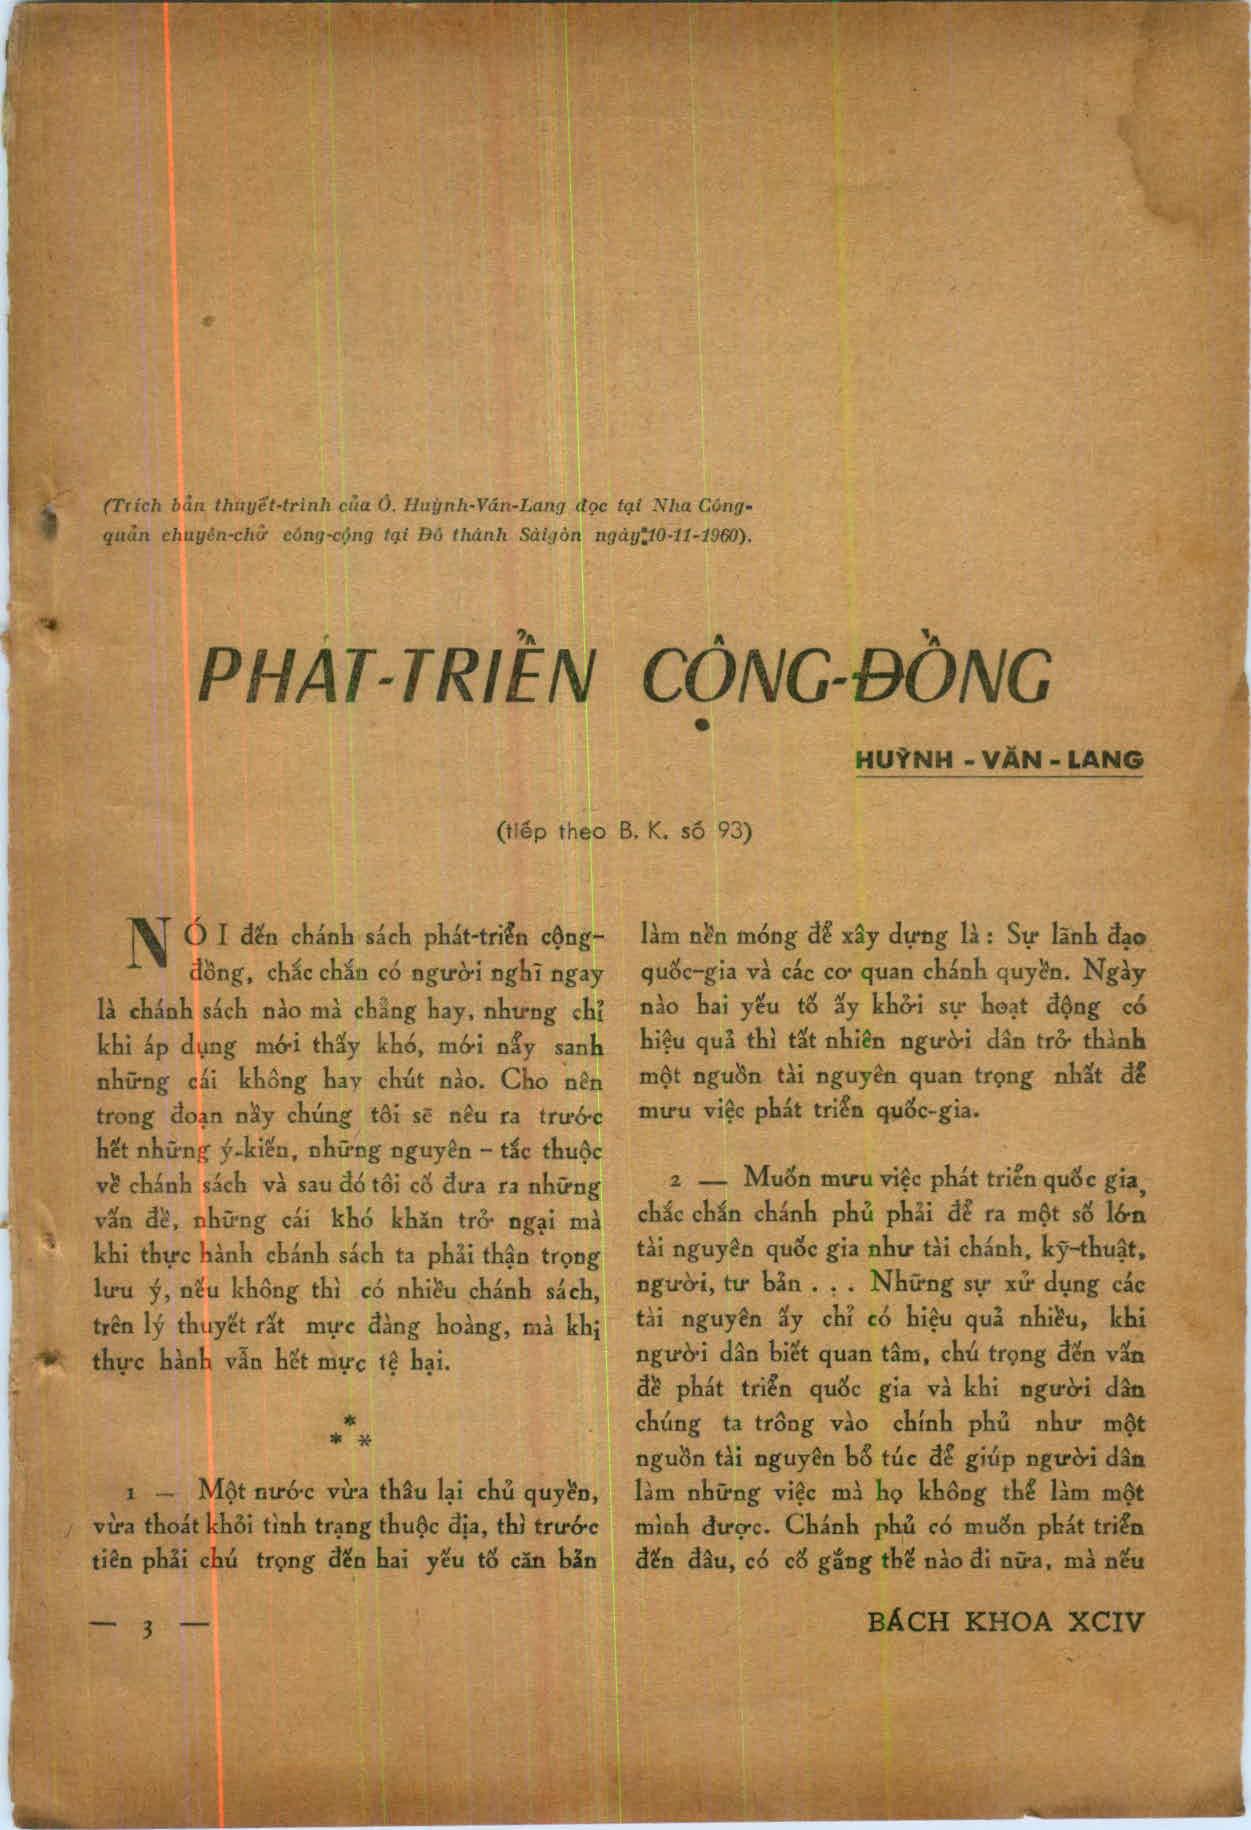 (Trích bản thuyết-trình của Ô. Huỳnh-Văn-Lang đọc tại Nha Công-
quản chuyên-chở công-cộng tại Đô thành Sàigòn ngày 10-11-1960).
PHÁT-TRIỂN CỘNG-ĐỒNG
HUỲNH - VĂN - LANG
(tiếp theo B. K. số 93)
NÓI đến chánh sách phát-triển cộng-
đồng, chắc chắn có người nghĩ ngay
là chánh sách nào mà chẳng hay, nhưng chỉ
khi áp dụng mới thấy khó, mới nẩy sanh
những cái không hay chút nào. Cho nên
trong đoạn nầy chúng tôi sẽ nêu ra trước
hết những ý-kiến, những nguyên - tắc thuộc
về chánh sách và sau đó tôi cố đưa ra những
vấn đề, những cái khó khăn trở ngại mà
khi thực hành chánh sách ta phải thận trọng
lưu ý, nếu không thì có nhiều chánh sách,
trên lý thuyết rất mực đàng hoàng, mà khi
thực hành vẫn hết mực tệ hại.
*
* *
1 — Một nước vừa thâu lại chủ quyền,
vừa thoát khỏi tình trạng thuộc địa, thì trước
tiên phải chú trọng đến hai yếu tố căn bản
làm nền móng để xây dựng là : Sự lãnh đạo
quốc-gia và các cơ quan chánh quyền. Ngày
nào hai yếu tố ấy khởi sự hoạt động có
hiệu quả thì tất nhiên người dân trở thành
một nguồn tài nguyên quan trọng nhất để
mưu việc phát triển quốc-gia.
2 — Muốn mưu việc phát triển quốc gia,
chắc chắn chánh phủ phải để ra một số lớn
tài nguyên quốc gia như tài chánh, kỹ-thuật,
người, tư bản . . . Những sự xử dụng các
tài nguyên ấy chỉ có hiệu quả nhiều, khi
người dân biết quan tâm, chú trọng đến vấn
đề phát triển quốc gia và khi người dân
chúng ta trông vào chính phủ như một
nguồn tài nguyên bổ túc để giúp người dân
làm những việc mà họ không thể làm một
mình được. Chánh phủ có muốn phát triển
đến đâu, có cố gắng thế nào đi nữa, mà nếu
— 3 —
BÁCH KHOA XCIV